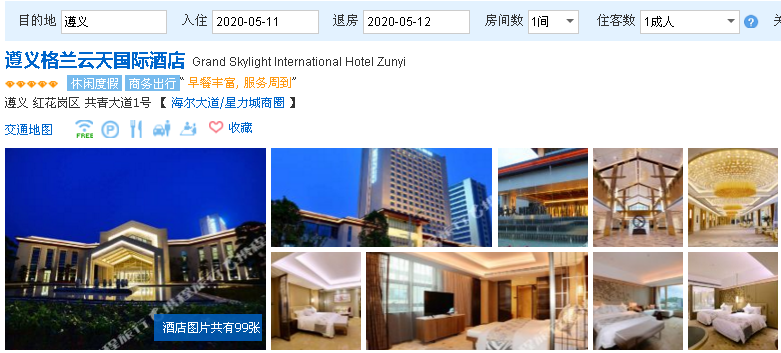 目的地 遵义 入住 2020-05-11 退房 2020-05-12 房间数 1间 住客数 1成人
遵义格兰云天国际酒店 Grand Skylight International Hotel Zunyi
休闲度假 商务出行 “ 早餐丰富, 服务周到”
遵义 红花岗区 共青大道1号 【 海尔大道/星力城商圈 】
交通地图 FREE P 收藏
酒店图片共有99张